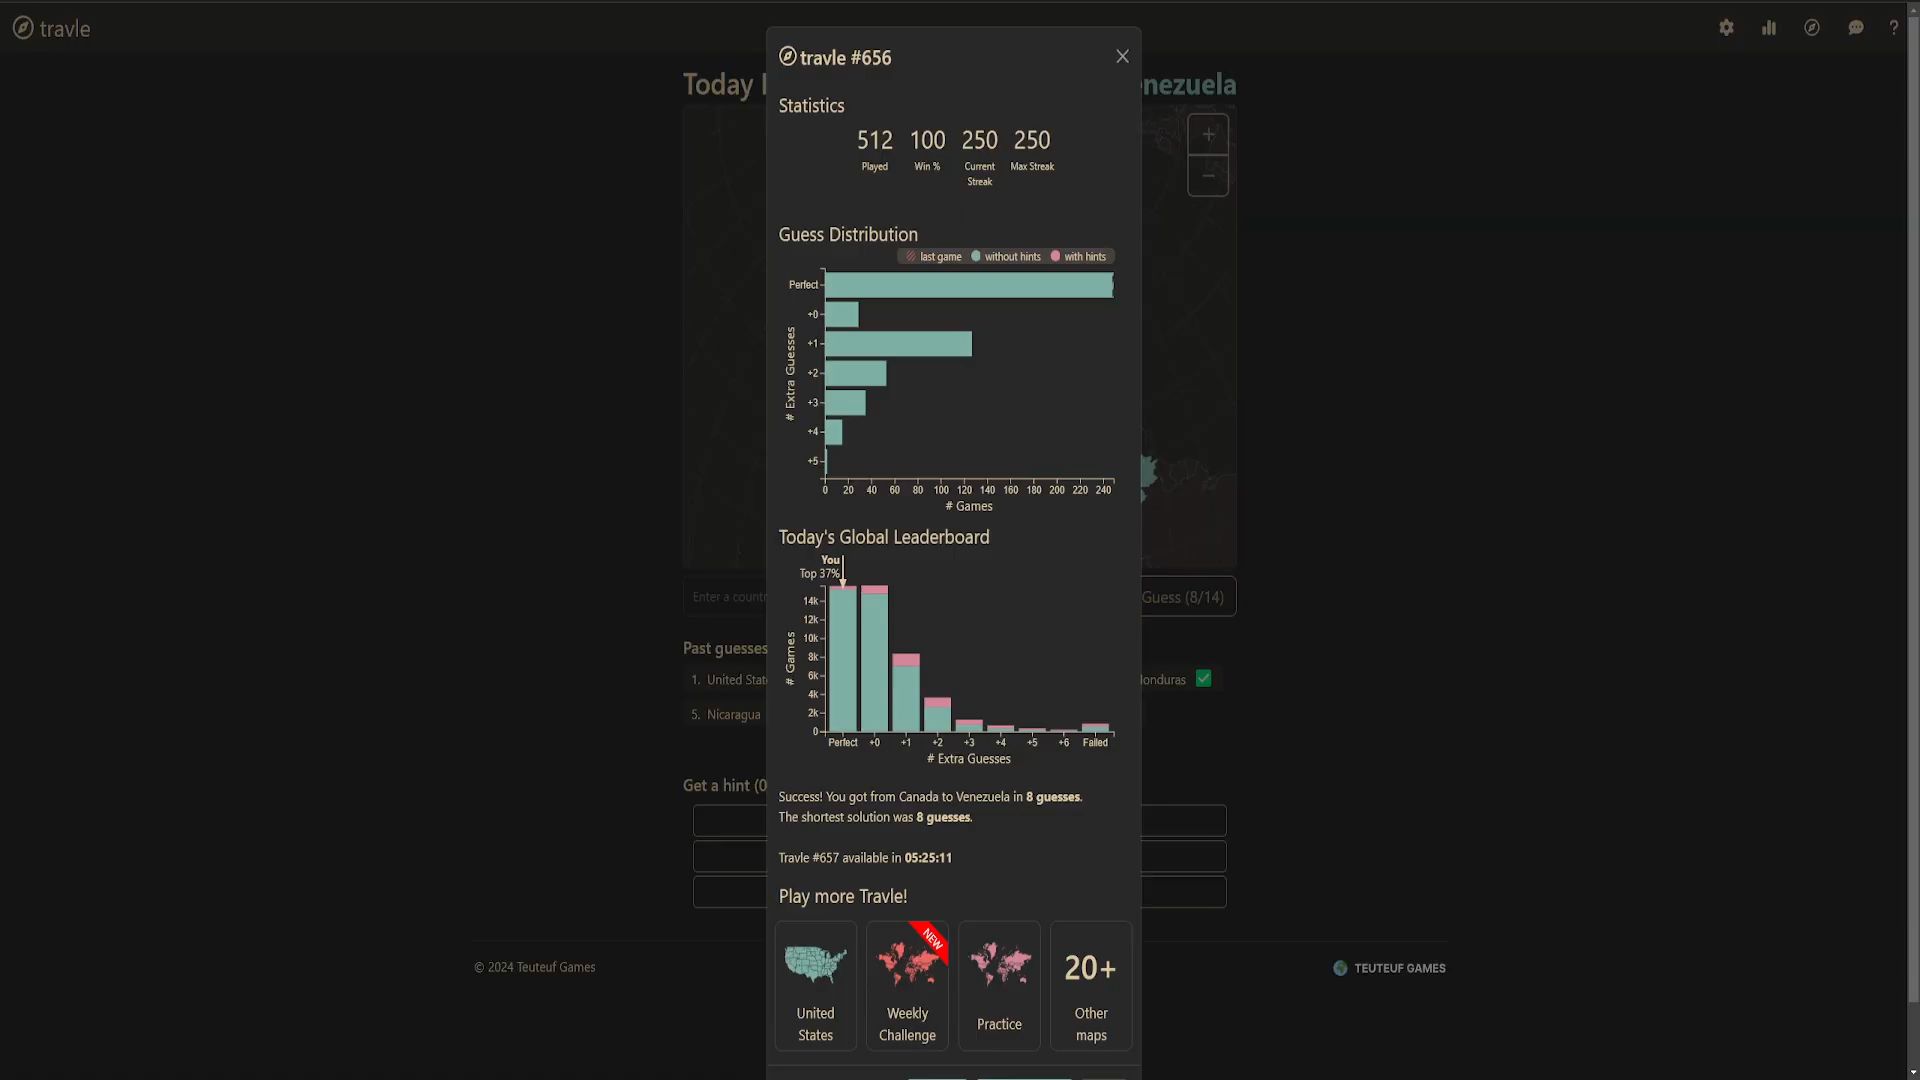 travle
?
Today I
enezuela
travle #656
Statistics
512 100 250 250
Played Win % Current Streak Max Streak
+
−
Guess Distribution
last game without hints with hints
Perfect
+0
+1
+2
+3
+4
+5
# Extra Guesses
0 20 40 60 80 100 120 140 160 180 200 220 240
# Games
Today's Global Leaderboard
You
Top 37%
14k
12k
10k
8k
6k
4k
2k
0
# Games
Perfect +0 +1 +2 +3 +4 +5 +6 Failed
# Extra Guesses
Enter a countr
Guess (8/14)
Past guesses
1. United Stat
onduras
5. Nicaragua
Get a hint (0
Success! You got from Canada to Venezuela in 8 guesses.
The shortest solution was 8 guesses.
Travle #657 available in 05:25:11
Play more Travle!
United
States
NEW
Weekly
Challenge
Practice
20+
Other
maps
© 2024 Teuteuf Games
TEUTEUF GAMES